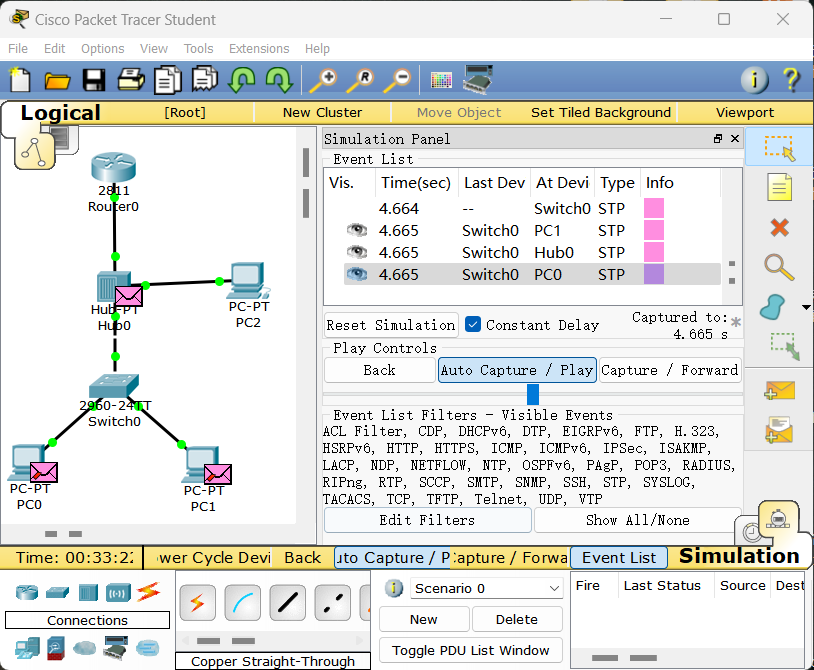 Cisco Packet Tracer Student
File Edit Options View Tools Extensions Help
Logical [Root] New Cluster Move Object Set Tiled Background Viewport
2811
Router0
Hub-PT
Hub0
PC-PT
PC2
2960-24TT
Switch0
PC-PT
PC0
PC-PT
PC1
Simulation Panel
Event List
Vis. Time(sec) Last Dev At Devi Type Info
4.664 -- Switch0 STP
4.665 Switch0 PC1 STP
4.665 Switch0 Hub0 STP
4.665 Switch0 PC0 STP
Reset Simulation Constant Delay Captured to: *
4.665 s
Play Controls
Back Auto Capture / Play Capture / Forward
Event List Filters - Visible Events
ACL Filter, CDP, DHCPv6, DTP, EIGRPv6, FTP, H.323,
HSRPv6, HTTP, HTTPS, ICMP, ICMPv6, IPSec, ISAKMP,
LACP, NDP, NETFLOW, NTP, OSPFv6, PAgP, POP3, RADIUS,
RIPng, RTP, SCCP, SMTP, SNMP, SSH, STP, SYSLOG,
TACACS, TCP, TFTP, Telnet, UDP, VTP
Edit Filters Show All/None
Time: 00:33:22 wer Cycle Devi Back uto Capture / P apture / Forwa Event List Simulation
Connections
Copper Straight-Through
Scenario 0
New Delete
Toggle PDU List Window
Fire Last Status Source Dest